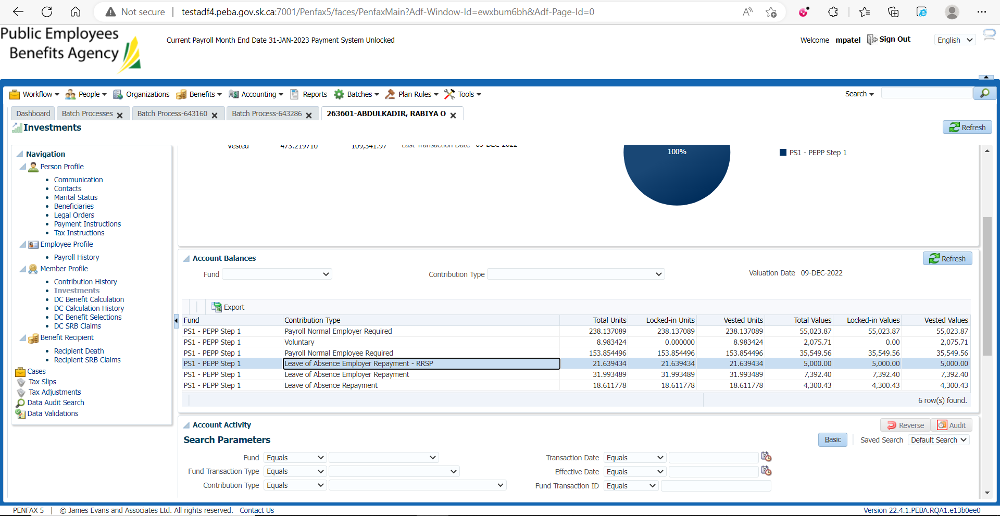 Not secure | testadf4.peba.gov.sk.ca:7001/Penfax5/faces/PenfaxMain?Adf-Window-Id=ewxbum6bh&Adf-Page-Id=0
Public Employees
Benefits Agency
Current Payroll Month End Date 31-JAN-2023 Payment System Unlocked
Welcome mpatel Sign Out English
Workflow People Organizations Benefits Accounting Reports Batches Plan Rules Tools Search
Dashboard Batch Processes Batch Process-643160 Batch Process-643286 263601-ABDULKADIR, RABIYA O
Investments Refresh
Navigation
Person Profile
Communication
Contacts
Marital Status
Beneficiaries
Legal Orders
Payment Instructions
Tax Instructions
Employee Profile
Payroll History
Member Profile
Contribution History
Investments
DC Benefit Calculation
DC Calculation History
DC Benefit Selections
DC SRB Claims
Benefit Recipient
Recipient Death
Recipient SRB Claims
Cases
Tax Slips
Tax Adjustments
Data Audit Search
Data Validations
Vested 473.219710 109,341.97 Last Transaction Date 09-DEC-2022
100%
PS1 - PEPP Step 1
Account Balances Refresh
Fund Contribution Type Valuation Date 09-DEC-2022
Export
Fund Contribution Type Total Units Locked-in Units Vested Units Total Values Locked-in Values Vested Values
PS1 - PEPP Step 1 Payroll Normal Employer Required 238.137089 238.137089 238.137089 55,023.87 55,023.87 55,023.87
PS1 - PEPP Step 1 Voluntary 8.983424 0.000000 8.983424 2,075.71 0.00 2,075.71
PS1 - PEPP Step 1 Payroll Normal Employee Required 153.854496 153.854496 153.854496 35,549.56 35,549.56 35,549.56
PS1 - PEPP Step 1 Leave of Absence Employer Repayment - RRSP 21.639434 21.639434 21.639434 5,000.00 5,000.00 5,000.00
PS1 - PEPP Step 1 Leave of Absence Employer Repayment 31.993489 31.993489 31.993489 7,392.40 7,392.40 7,392.40
PS1 - PEPP Step 1 Leave of Absence Repayment 18.611778 18.611778 18.611778 4,300.43 4,300.43 4,300.43
6 row(s) found.
Account Activity Reverse Audit
Search Parameters Basic Saved Search Default Search
Fund Equals Transaction Date Equals
Fund Transaction Type Equals Effective Date Equals
Contribution Type Equals Fund Transaction ID Equals
PENFAX 5 | © James Evans and Associates Ltd. All rights reserved. Contact Us Version 22.4.1.PEBA.RQA1.e13b0ee0